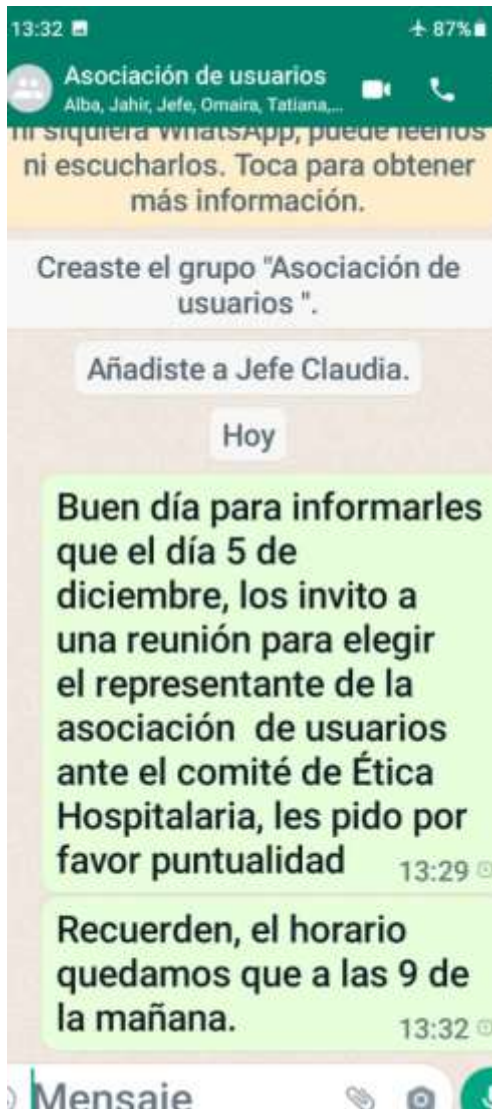 13:32
87%
Asociación de usuarios
Alba, Jahir, Jefe, Omaira, Tatiana,...
ni siquiera WhatsApp, puede leerlos
ni escucharlos. Toca para obtener
más información.
Creaste el grupo "Asociación de
usuarios ".
Añadiste a Jefe Claudia.
Hoy
Buen día para informarles
que el día 5 de
diciembre, los invito a
una reunión para elegir
el representante de la
asociación de usuarios
ante el comité de Ética
Hospitalaria, les pido por
favor puntualidad
13:29
Recuerden, el horario
quedamos que a las 9 de
la mañana.
13:32
Mensaje